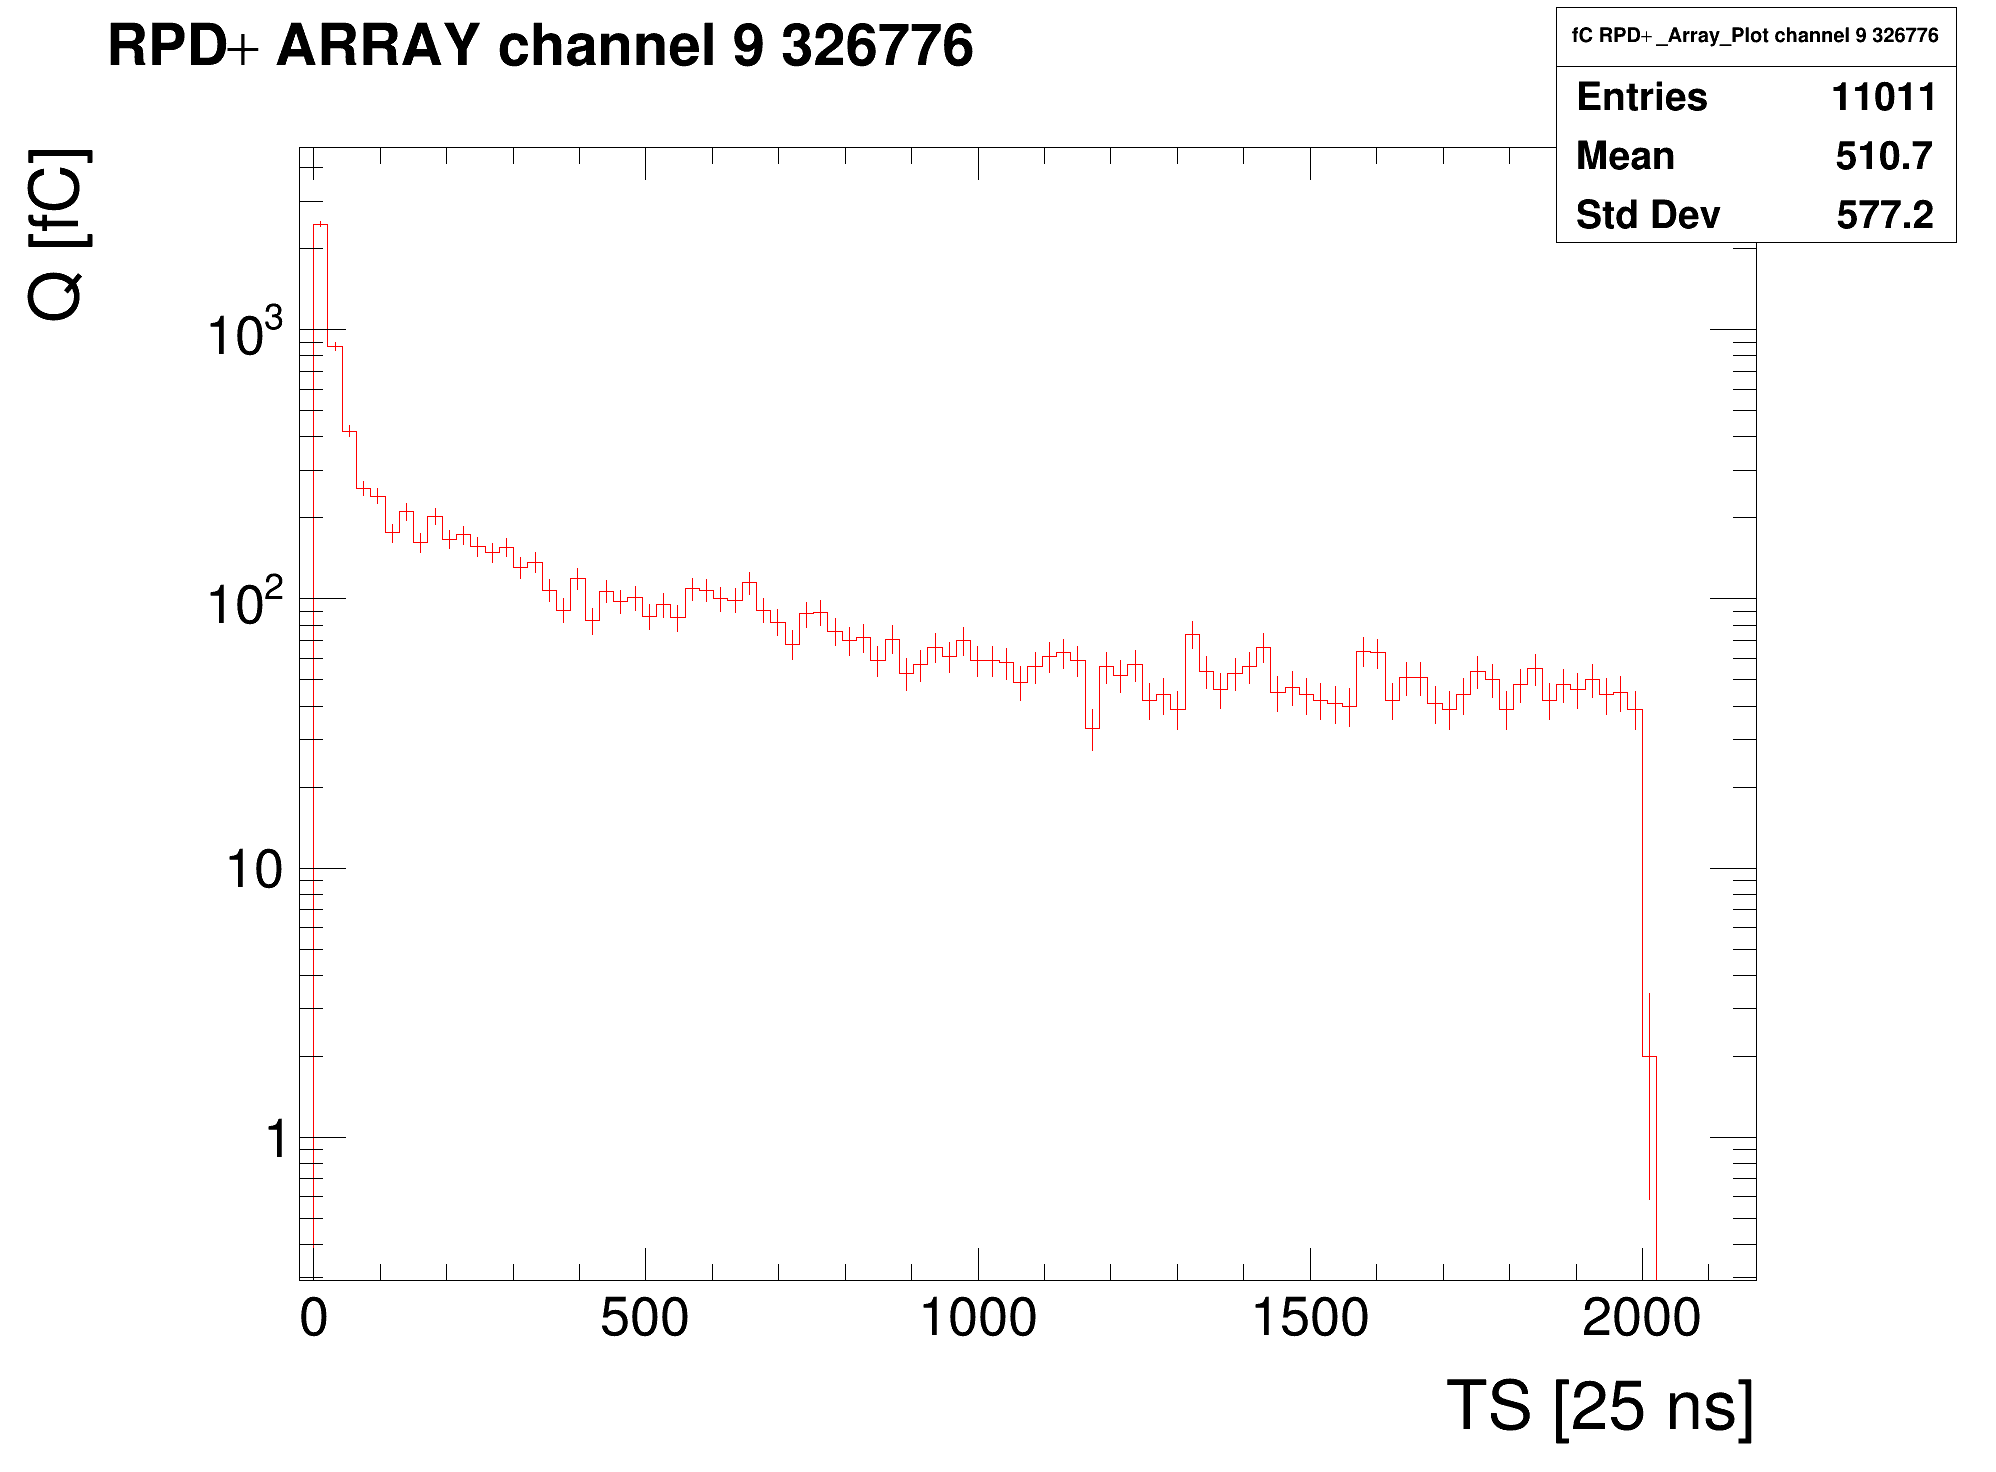 RPD+ ARRAY channel 9 326776
fC RPD+_Array_Plot channel 9 326776
Entries 11011
Mean 510.7
Std Dev 577.2
Q [fC]
10³
10²
10
1
0 500 1000 1500 2000
TS [25 ns]